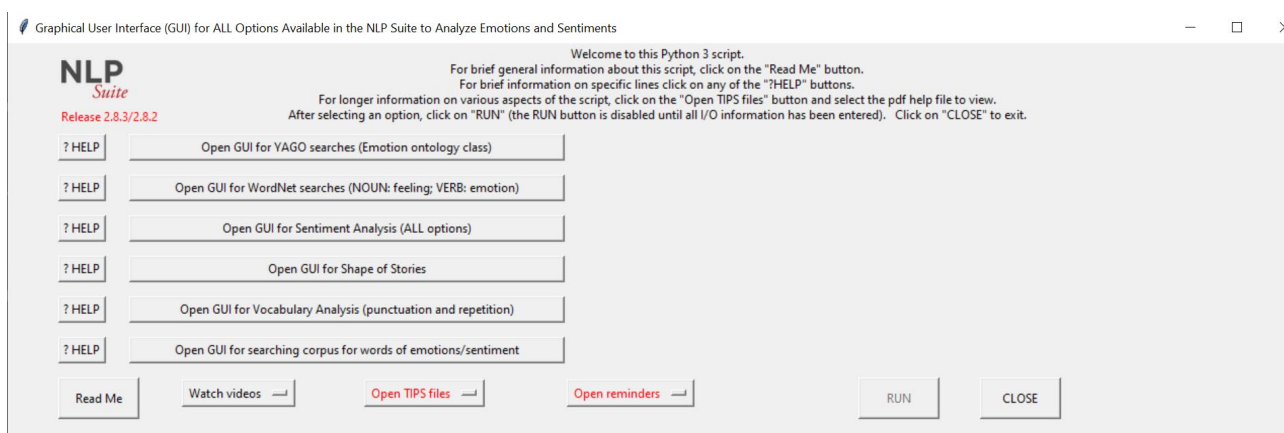 Graphical User Interface (GUI) for ALL Options Available in the NLP Suite to Analyze Emotions and Sentiments
NLP
Suite
Release 2.8.3/2.8.2
Welcome to this Python 3 script.
For brief general information about this script, click on the "Read Me" button.
For brief information on specific lines click on any of the "?HELP" buttons.
For longer information on various aspects of the script, click on the "Open TIPS files" button and select the pdf help file to view.
After selecting an option, click on "RUN" (the RUN button is disabled until all I/O information has been entered). Click on "CLOSE" to exit.
? HELP Open GUI for YAGO searches (Emotion ontology class)
? HELP Open GUI for WordNet searches (NOUN: feeling; VERB: emotion)
? HELP Open GUI for Sentiment Analysis (ALL options)
? HELP Open GUI for Shape of Stories
? HELP Open GUI for Vocabulary Analysis (punctuation and repetition)
? HELP Open GUI for searching corpus for words of emotions/sentiment
Read Me Watch videos Open TIPS files Open reminders RUN CLOSE